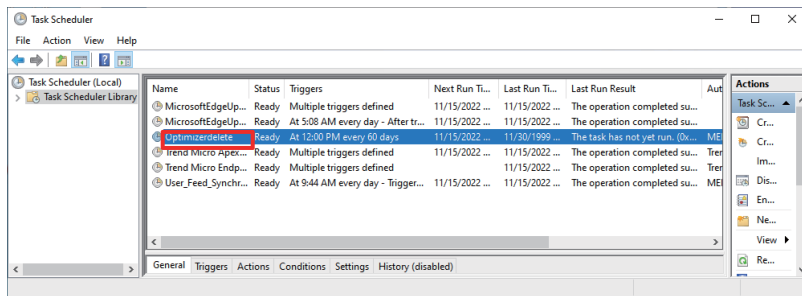 Task Scheduler
File Action View Help
Task Scheduler (Local)
Task Scheduler Library
Name Status Triggers Next Run Ti... Last Run Ti... Last Run Result Aut
MicrosoftEdgeUp... Ready Multiple triggers defined 11/15/2022 ... 11/15/2022 ... The operation completed su...
MicrosoftEdgeUp... Ready At 5:08 AM every day - After tr... 11/15/2022 ... 11/15/2022 ... The operation completed su...
Optimizerdelete Ready At 12:00 PM every 60 days 11/15/2022 ... 11/30/1999 ... The task has not yet run. (0x... MEI
Trend Micro Apex... Ready Multiple triggers defined 11/15/2022 ... 11/15/2022 ... The operation completed su... Trer
Trend Micro Endp... Ready Multiple triggers defined 11/15/2022 ... The operation completed su... Trer
User_Feed_Synchr... Ready At 9:44 AM every day - Trigger... 11/15/2022 ... 11/15/2022 ... The operation completed su... MEI
General Triggers Actions Conditions Settings History (disabled)
Actions
Task Sc...
Cr...
Cr...
Im...
Dis...
En...
Ne...
View
Re...